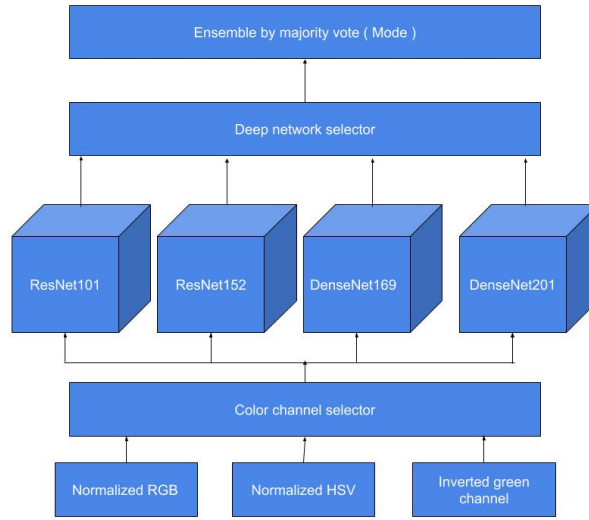 Ensemble by majority vote ( Mode )
Deep network selector
ResNet101
ResNet152
DenseNet169
DenseNet201
Color channel selector
Normalized RGB
Normalized HSV
Inverted green
channel